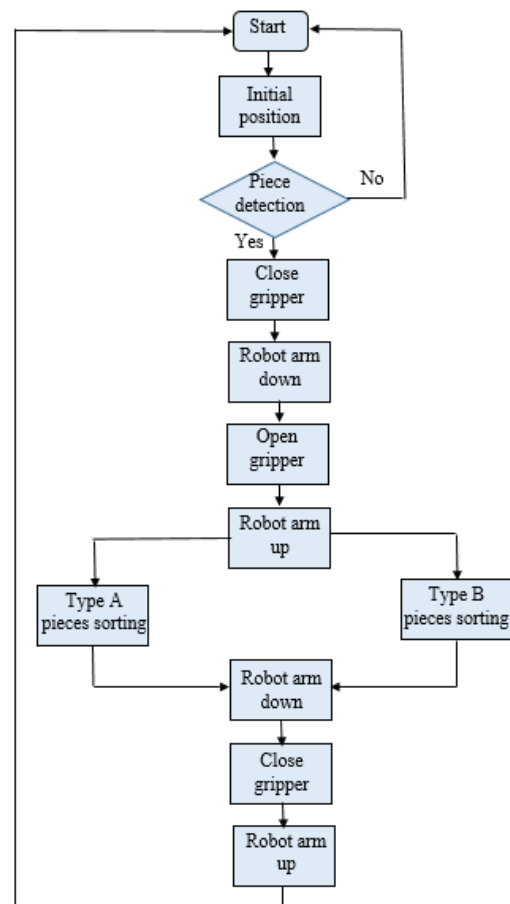 Start
Initial
position
Piece
detection
No
Yes
Close
gripper
Robot arm
down
Open
gripper
Robot arm
up
Type A
pieces sorting
Type B
pieces sorting
Robot arm
down
Close
gripper
Robot arm
up